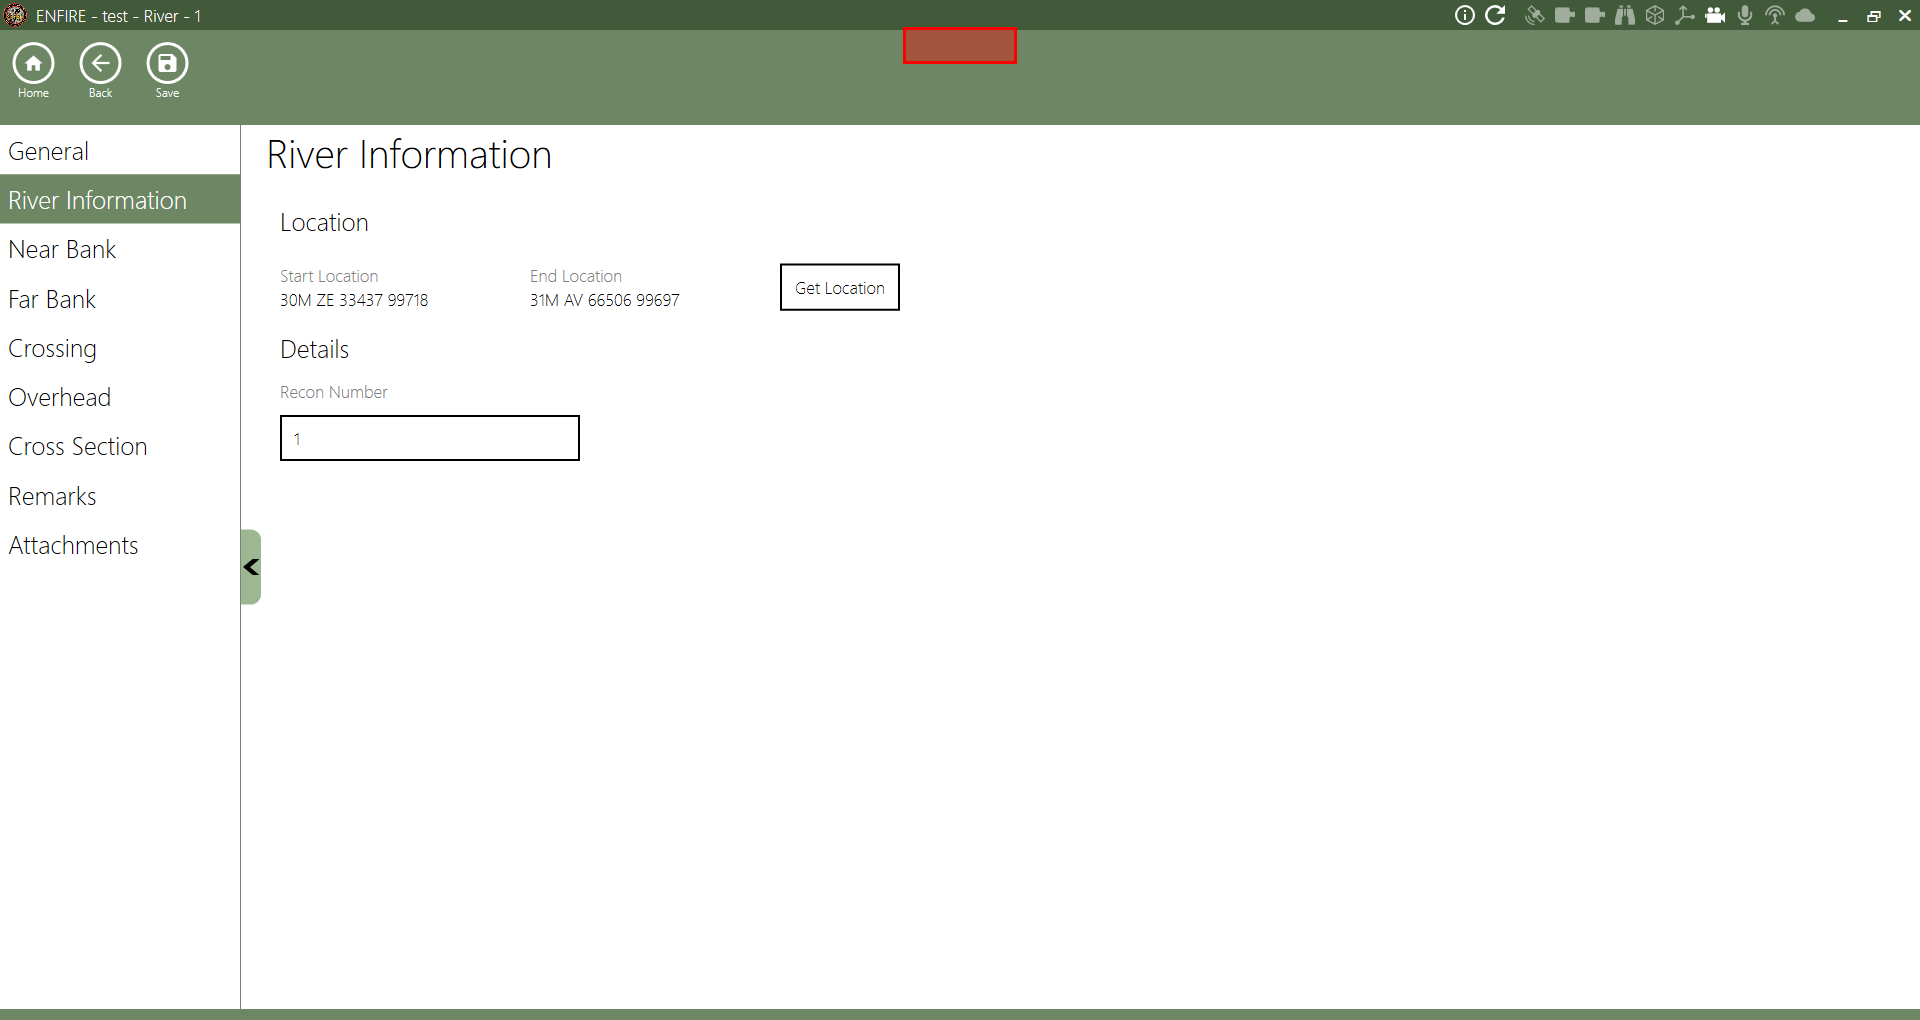 ENFIRE - test - River - 1
Home
Back
Save
General
River Information
Near Bank
Far Bank
Crossing
Overhead
Cross Section
Remarks
Attachments
River Information
Location
Start Location
End Location
30M ZE 33437 99718
31M AV 66506 99697
Get Location
Details
Recon Number
1